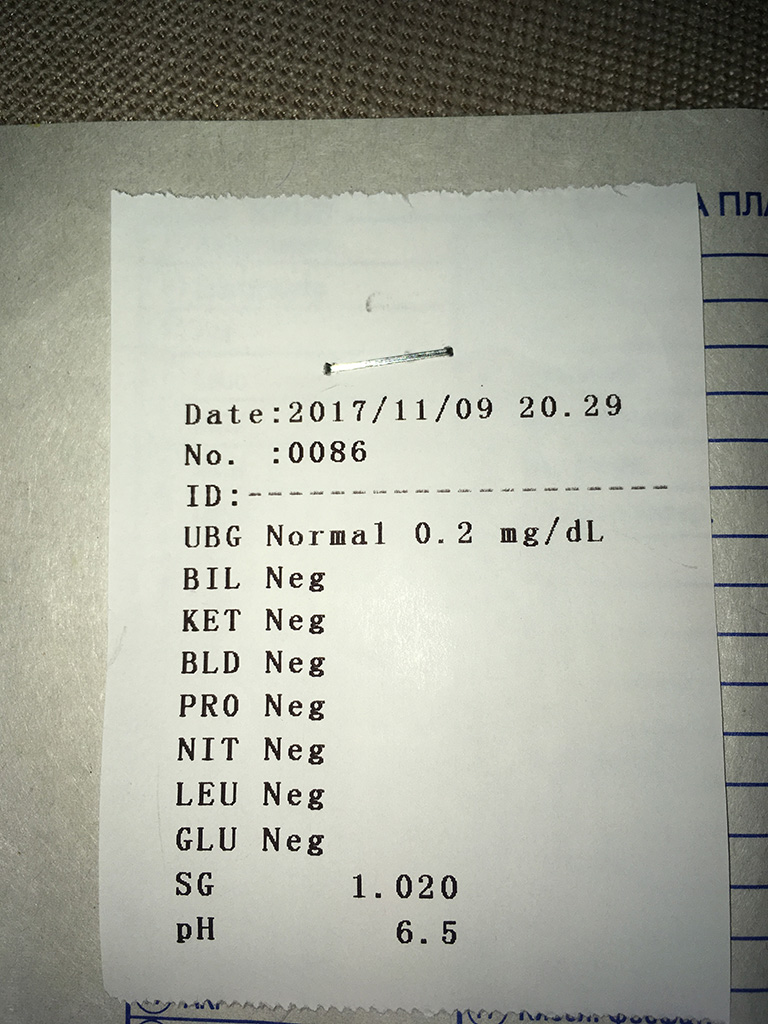 А ПЛА
Date:2017/11/09 20.29
No. :0086
ID:--------------------
UBG Normal 0.2 mg/dL
BIL Neg
KET Neg
BLD Neg
PRO Neg
NIT Neg
LEU Neg
GLU Neg
SG 1.020
pH 6.5